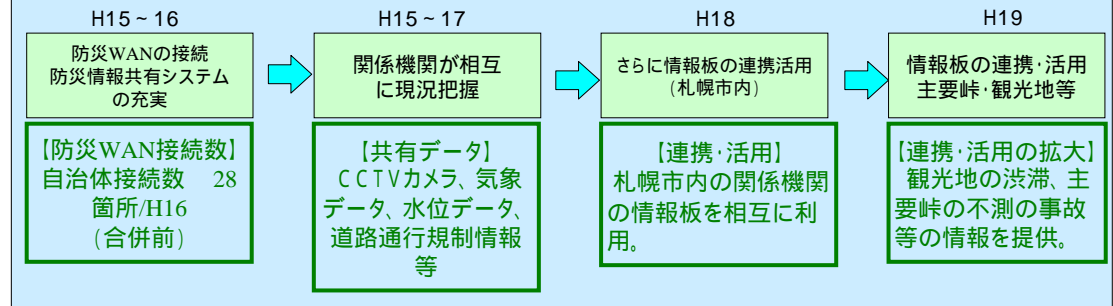 H15~16
防災WANの接続
防災情報共有システム
の充実
【防災WAN接続数】
自治体接続数　28
箇所/H16
(合併前)
H15~17
関係機関が相互
に現況把握
【共有データ】
CCTVカメラ、気象
データ、水位データ、
道路通行規制情報
等
H18
さらに情報板の連携活用
(札幌市内)
【連携・活用】
札幌市内の関係機関
の情報板を相互に利
用。
H19
情報板の連携・活用
主要峠・観光地等
【連携・活用の拡大】
観光地の渋滞、主
要峠の不測の事故
等の情報を提供。